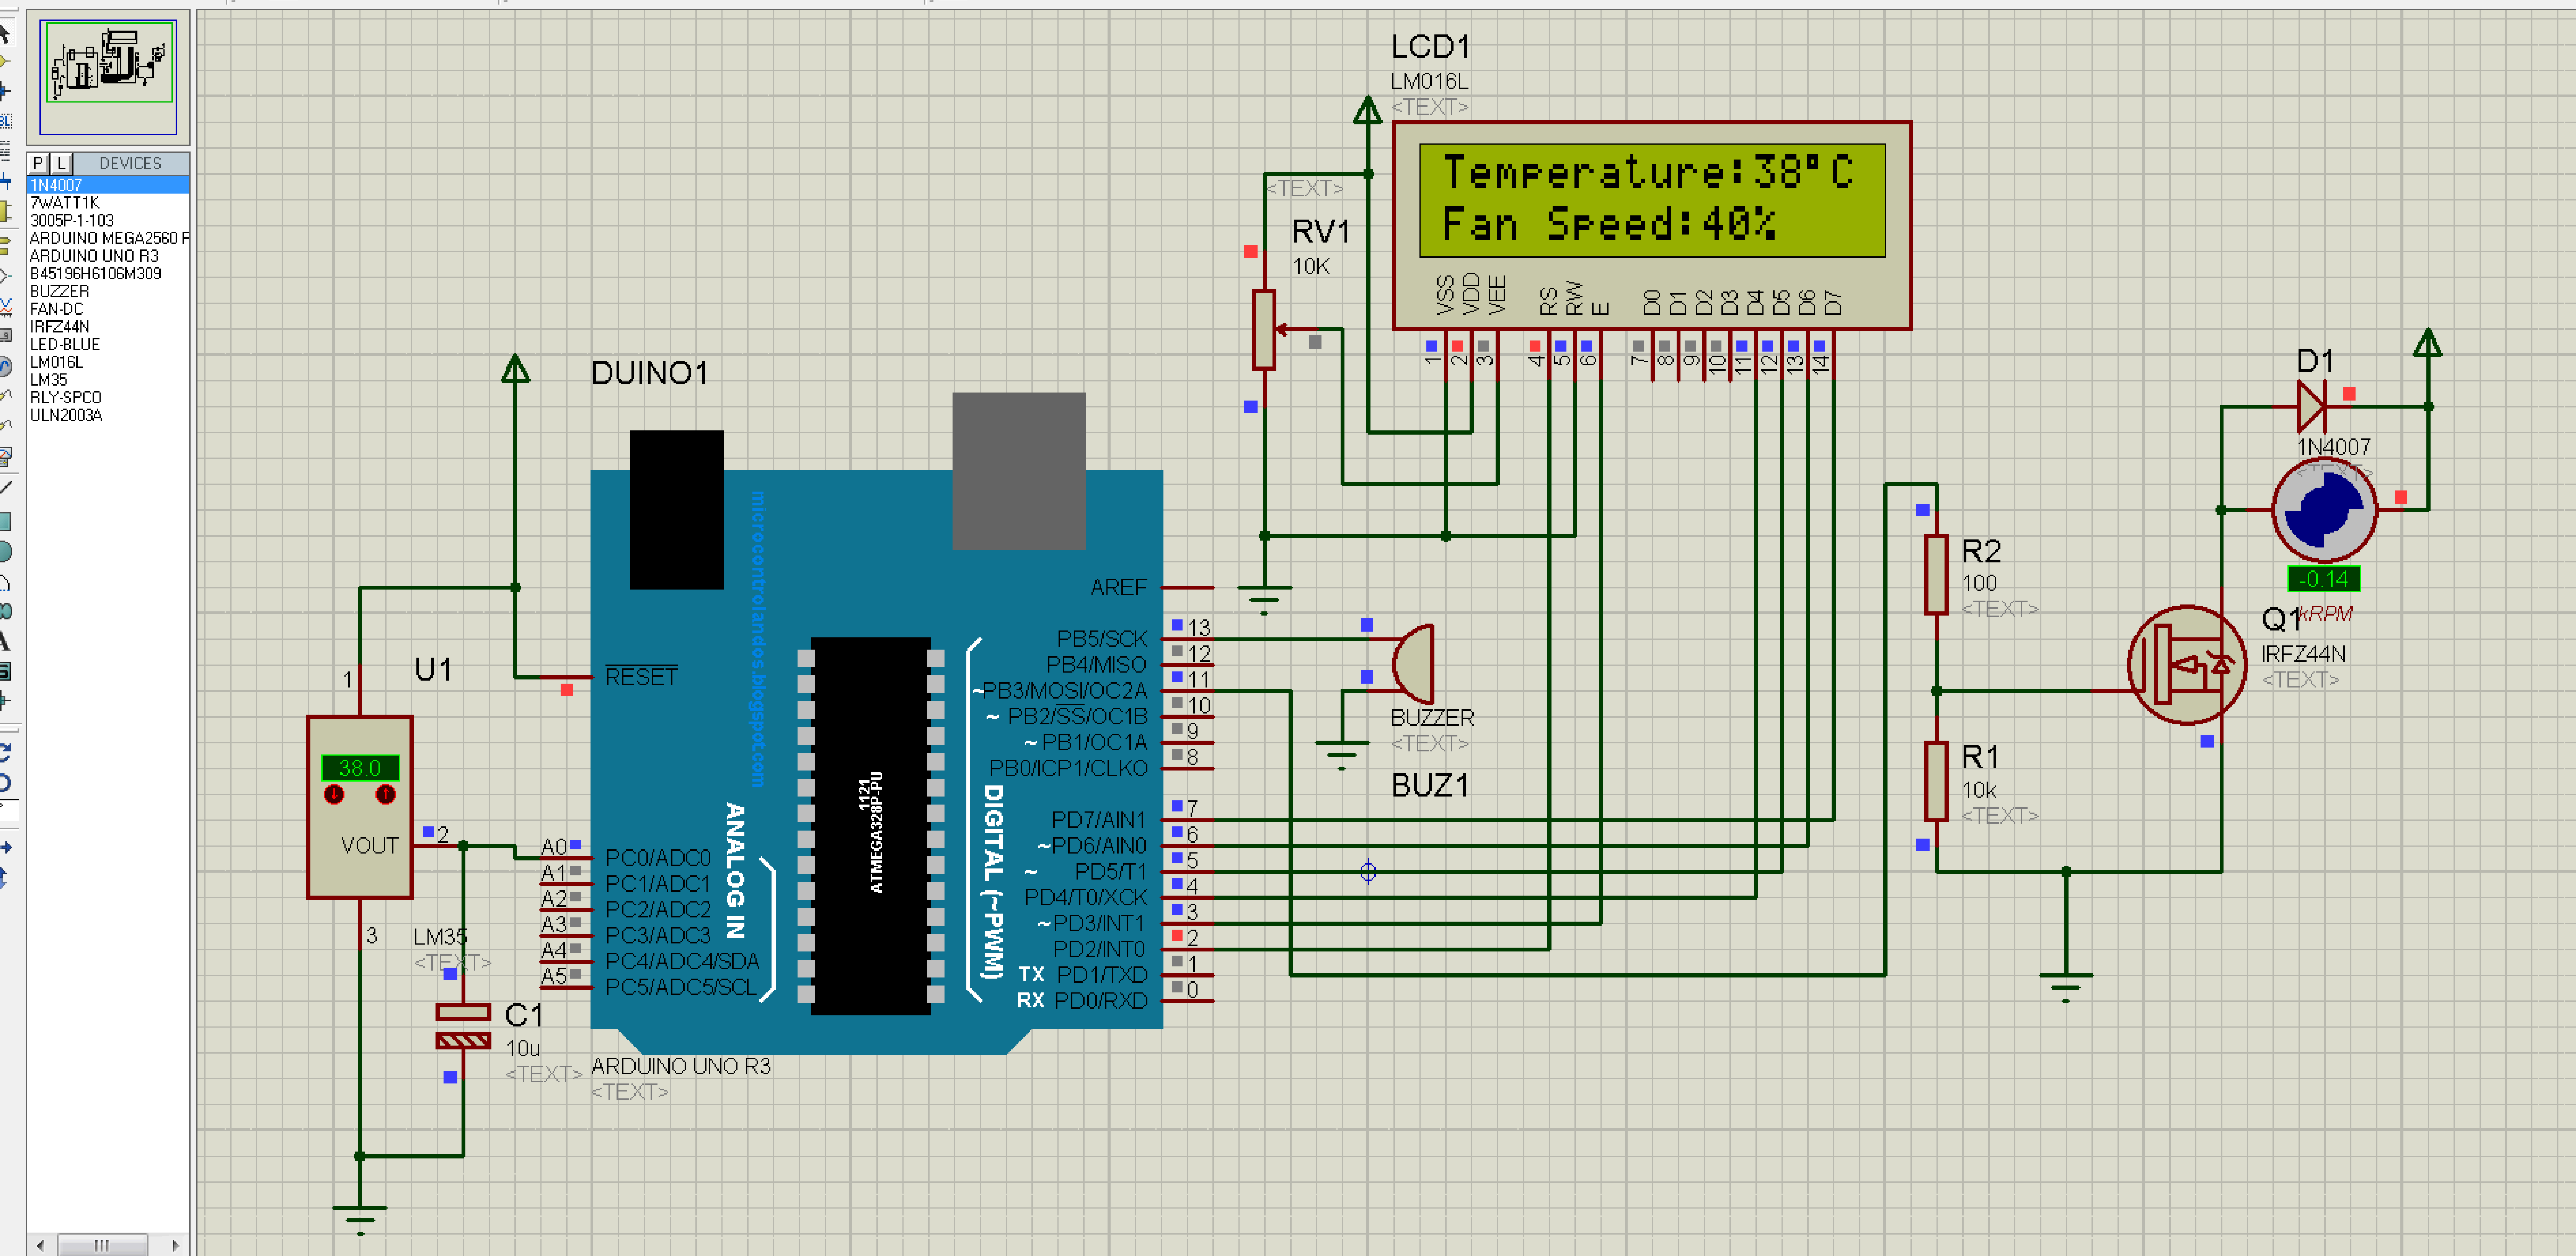 P L DEVICES
1N4007
7WATT1K
3005P-1-103
ARDUINO MEGA2560 F
ARDUINO UNO R3
B45196H6106M309
BUZZER
FAN-DC
IRFZ44N
LED-BLUE
LM016L
LM35
RLY-SPCO
ULN2003A
LCD1
LM016L
<TEXT>
Temperature:38°C
Fan Speed:40%
VSS
VDD
VEE
RS
RW
E
D0
D1
D2
D3
D4
D5
D6
D7
1
2
3
4
5
6
7
8
9
10
11
12
13
14
<TEXT>
RV1
10K
DUINO1
microcontrolandos.blogspot.com
RESET
AREF
PB5/SCK 13
PB4/MISO 12
~PB3/MOSI/OC2A 11
~ PB2/SS/OC1B 10
~ PB1/OC1A 9
PB0/ICP1/CLKO 8
PD7/AIN1 7
~PD6/AIN0 6
~ PD5/T1 5
PD4/T0/XCK 4
~PD3/INT1 3
PD2/INT0 2
TX PD1/TXD 1
RX PD0/RXD 0
DIGITAL (~PWM)
ANALOG IN
1121
ATMEGA328P-PU
A0 PC0/ADC0
A1 PC1/ADC1
A2 PC2/ADC2
A3 PC3/ADC3
A4 PC4/ADC4/SDA
A5 PC5/ADC5/SCL
ARDUINO UNO R3
<TEXT>
U1
1
38.0
VOUT
2
3
LM35
<TEXT>
C1
10u
<TEXT>
BUZZER
<TEXT>
BUZ1
R2
100
<TEXT>
R1
10k
<TEXT>
D1
1N4007
<TEXT>
-0.14
kRPM
Q1
IRFZ44N
<TEXT>